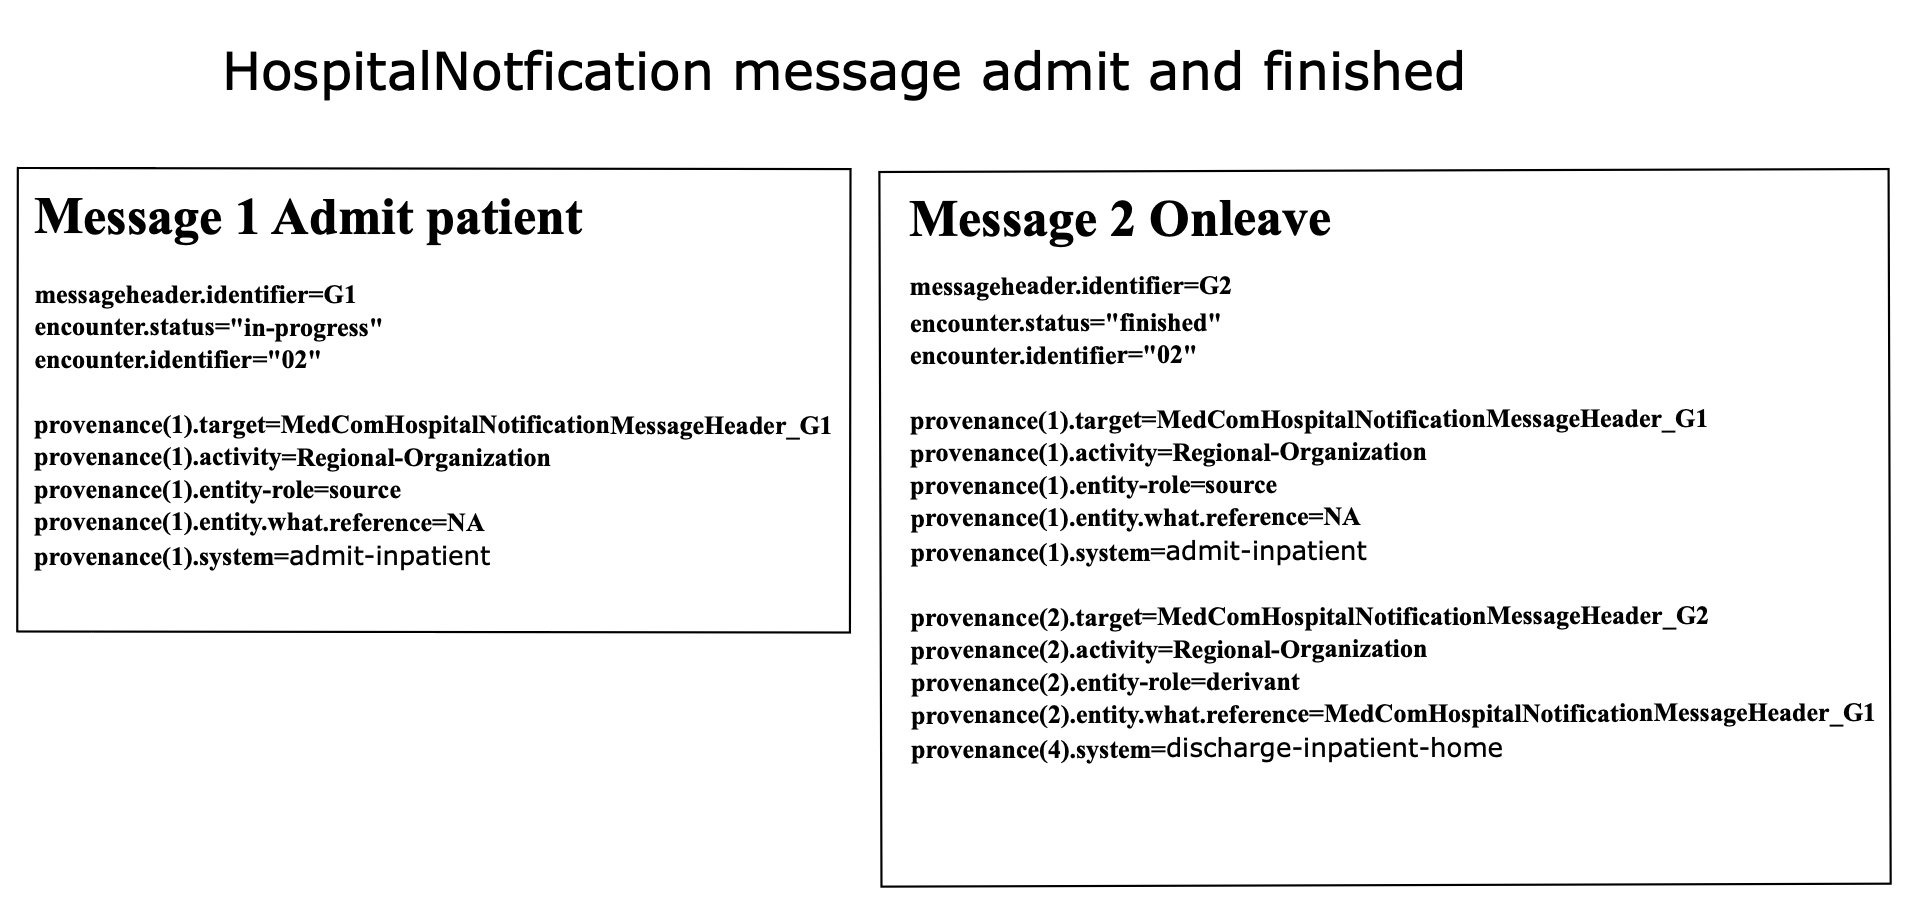 HospitalNotfication message admit and finished
Message 1 Admit patient
messageheader.identifier=G1
encounter.status="in-progress"
encounter.identifier="02"
provenance(1).target=MedComHospitalNotificationMessageHeader_G1
provenance(1).activity=Regional-Organization
provenance(1).entity-role=source
provenance(1).entity.what.reference=NA
provenance(1).system=admit-inpatient
Message 2 Onleave
messageheader.identifier=G2
encounter.status="finished"
encounter.identifier="02"
provenance(1).target=MedComHospitalNotificationMessageHeader_G1
provenance(1).activity=Regional-Organization
provenance(1).entity-role=source
provenance(1).entity.what.reference=NA
provenance(1).system=admit-inpatient
provenance(2).target=MedComHospitalNotificationMessageHeader_G2
provenance(2).activity=Regional-Organization
provenance(2).entity-role=derivant
provenance(2).entity.what.reference=MedComHospitalNotificationMessageHeader_G1
provenance(4).system=discharge-inpatient-home